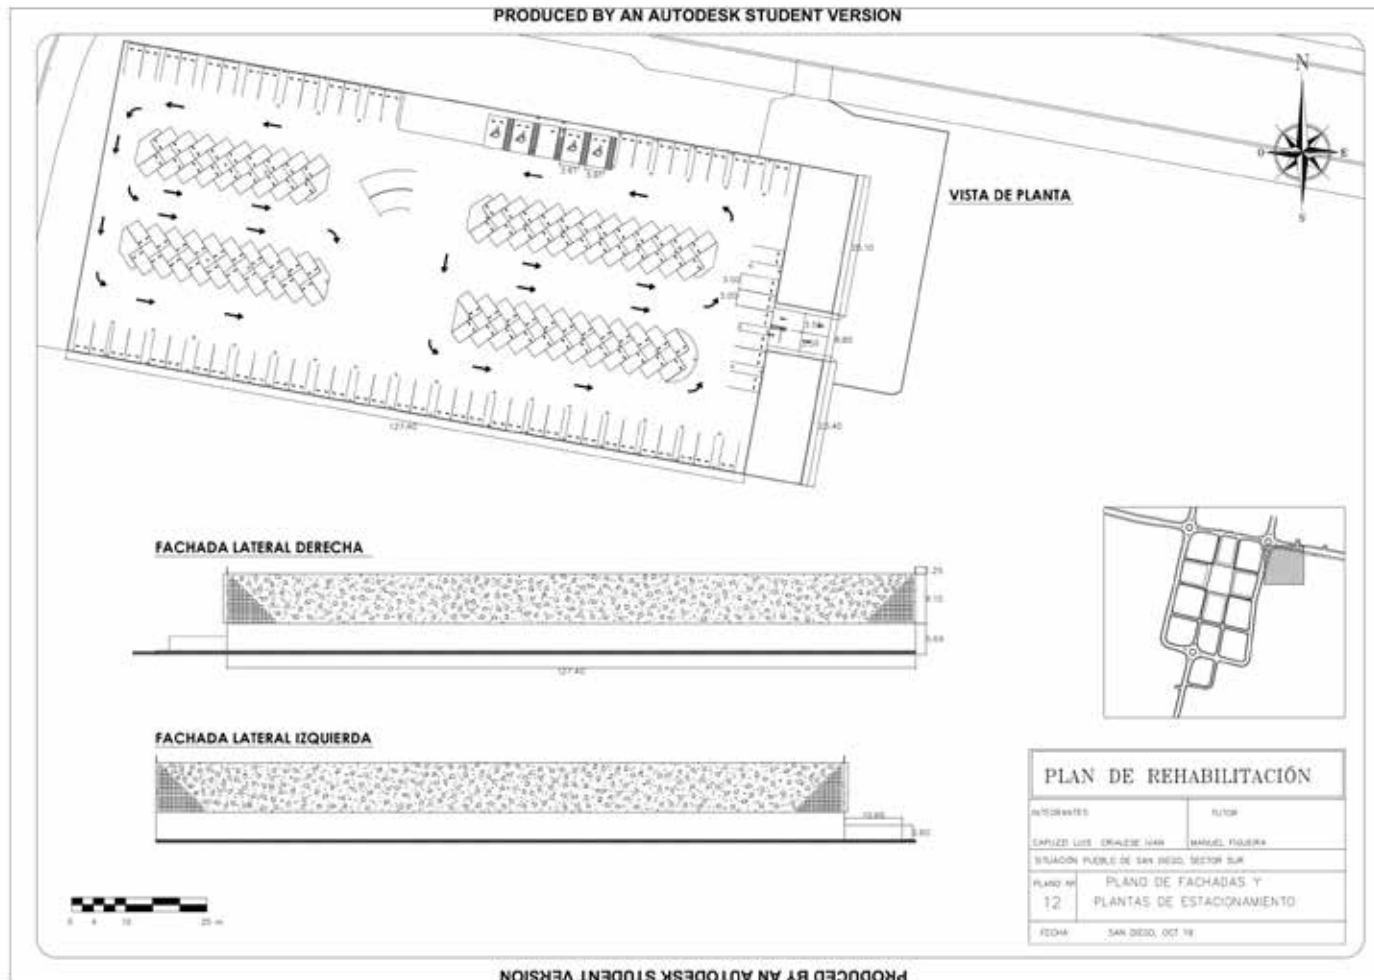 PRODUCED BY AN AUTODESK STUDENT VERSION
N
O
E
S
VISTA DE PLANTA
127.40
FACHADA LATERAL DERECHA
127.40
FACHADA LATERAL IZQUIERDA
PLAN DE REHABILITACIÓN
INTEGRANTES
TUTOR
CAPUZZI LUIS CRIALESE IVAN
MANUEL FIGUEIRA
SITUACIÓN PUEBLO DE SAN DIEGO, SECTOR SUR
PLANO Nº
12
PLANO DE FACHADAS Y
PLANTAS DE ESTACIONAMIENTO
FECHA
SAN DIEGO, OCT
25 m
PRODUCED BY AN AUTODESK STUDENT VERSION